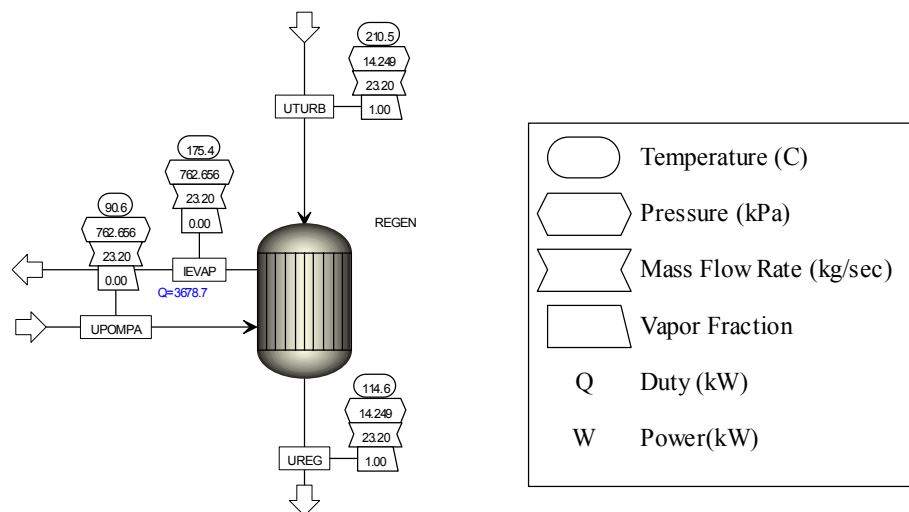 210.5
14.249
23.20
1.00
UTURB
175.4
762.656
23.20
0.00
IEVAP
Q=3678.7
90.6
762.656
23.20
0.00
UPOMPA
REGEN
114.6
14.249
23.20
1.00
UREG
Temperature (C)
Pressure (kPa)
Mass Flow Rate (kg/sec)
Vapor Fraction
Q Duty (kW)
W Power(kW)